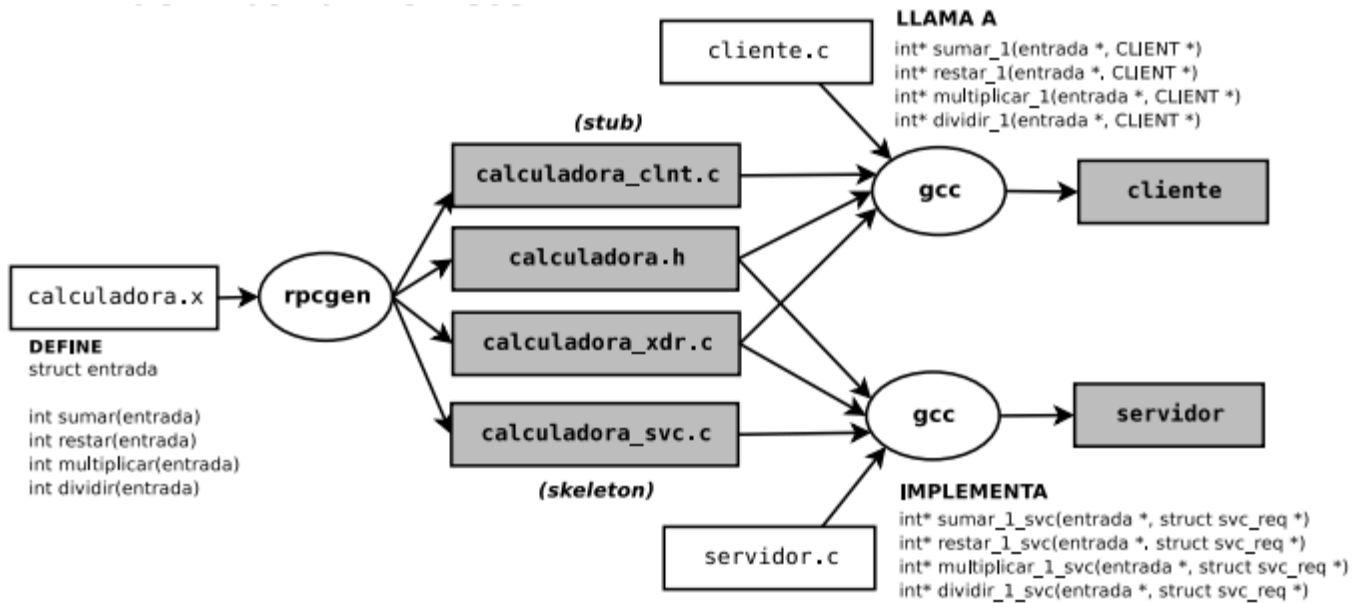 LLAMA A
cliente.c
int* sumar_1(entrada *, CLIENT *)
int* restar_1(entrada *, CLIENT *)
int* multiplicar_1(entrada *, CLIENT *)
int* dividir_1(entrada *, CLIENT *)
(stub)
calculadora_clnt.c
gcc
cliente
calculadora.h
calculadora.x
rpcgen
DEFINE
struct entrada
int sumar(entrada)
int restar(entrada)
int multiplicar(entrada)
int dividir(entrada)
calculadora_xdr.c
calculadora_svc.c
(skeleton)
gcc
servidor
servidor.c
IMPLEMENTA
int* sumar_1_svc(entrada *, struct svc_req *)
int* restar_1_svc(entrada *, struct svc_req *)
int* multiplicar_1_svc(entrada *, struct svc_req *)
int* dividir_1_svc(entrada *, struct svc_req *)